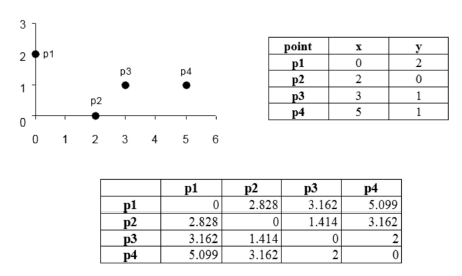 3
2
1
0
p1
p2
p3
p4
0 1 2 3 4 5 6
point x y
p1 0 2
p2 2 0
p3 3 1
p4 5 1
p1 p2 p3 p4
p1 0 2.828 3.162 5.099
p2 2.828 0 1.414 3.162
p3 3.162 1.414 0 2
p4 5.099 3.162 2 0